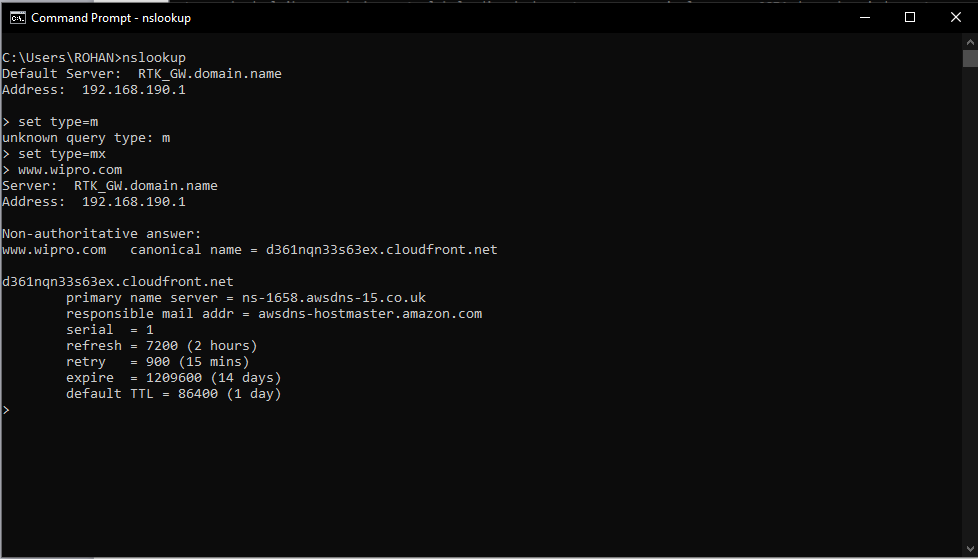 Command Prompt - nslookup
C:\Users\ROHAN>nslookup
Default Server:  RTK_GW.domain.name
Address:  192.168.190.1
> set type=m
unknown query type: m
> set type=mx
> www.wipro.com
Server:  RTK_GW.domain.name
Address:  192.168.190.1
Non-authoritative answer:
www.wipro.com   canonical name = d361nqn33s63ex.cloudfront.net
d361nqn33s63ex.cloudfront.net
        primary name server = ns-1658.awsdns-15.co.uk
        responsible mail addr = awsdns-hostmaster.amazon.com
        serial  = 1
        refresh = 7200 (2 hours)
        retry   = 900 (15 mins)
        expire  = 1209600 (14 days)
        default TTL = 86400 (1 day)
>